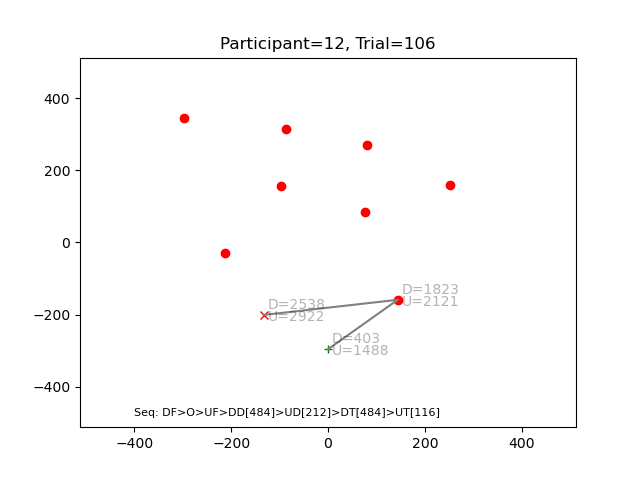 Participant=12, Trial=106
400
200
0
−200
−400
D=1823
U=2121
D=2538
U=2922
D=403
U=1488
Seq: DF>O>UF>DD[484]>UD[212]>DT[484]>UT[116]
−400
−200
0
200
400